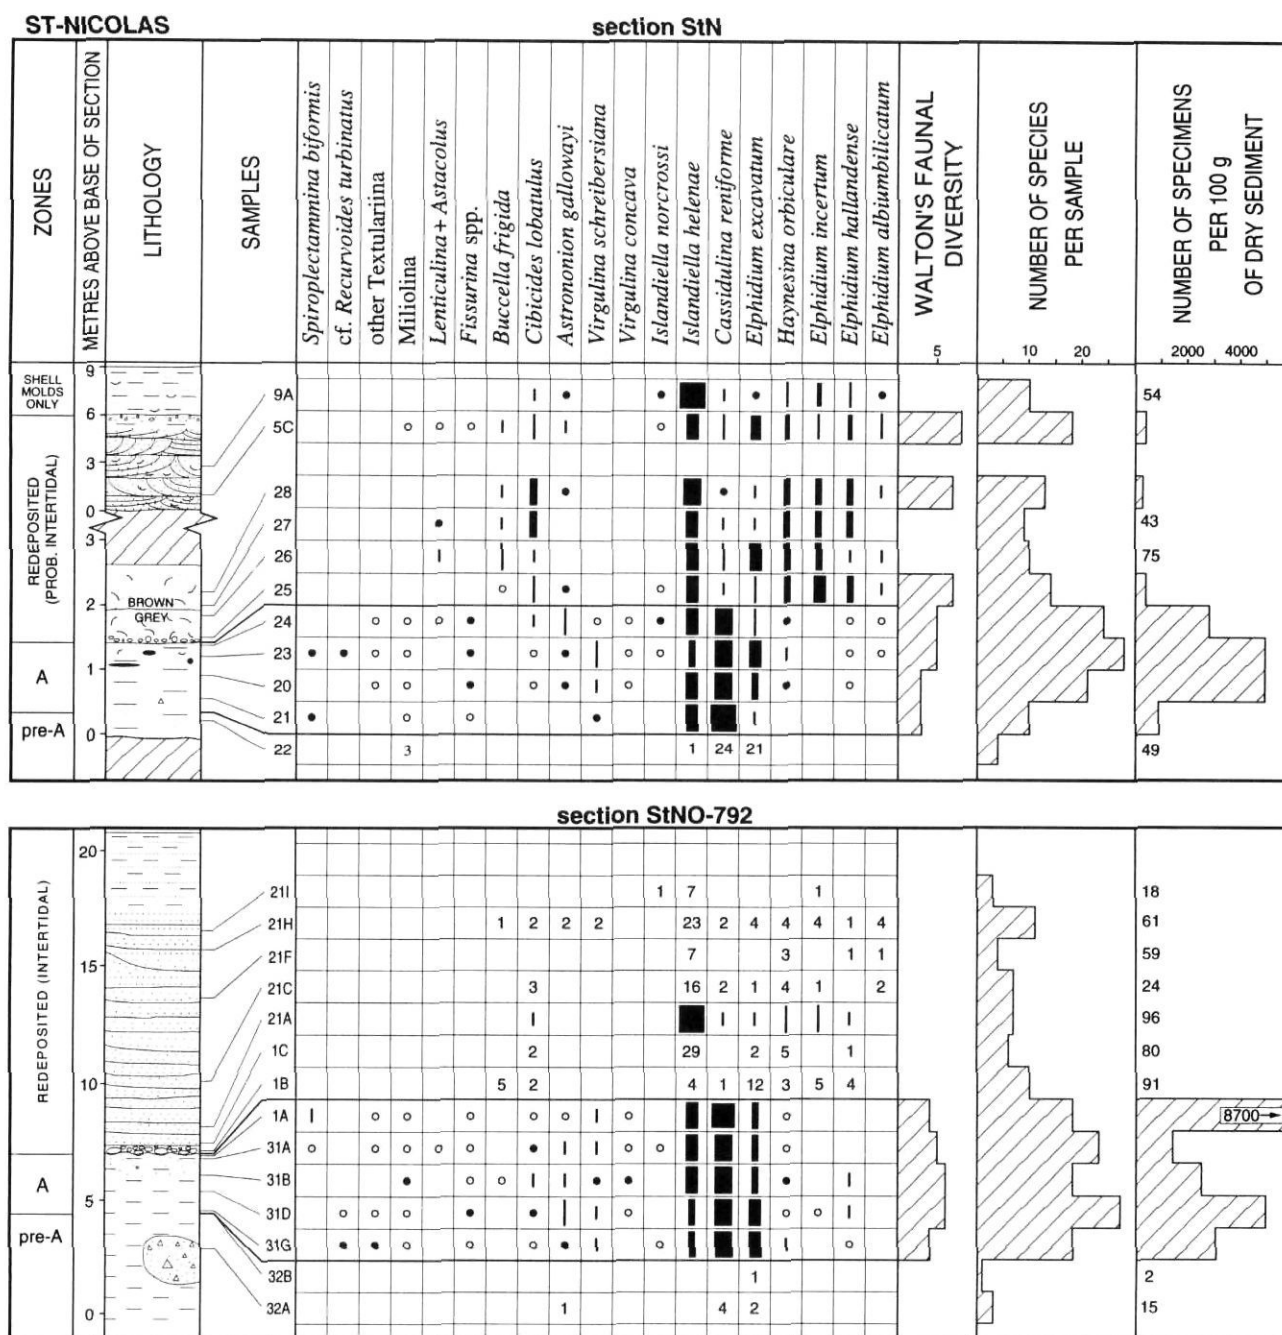 ST-NICOLAS
section StN
ZONES
METRES ABOVE BASE OF SECTION
LITHOLOGY
SAMPLES
Spiroplectammina biformis
cf. Recurvoides turbinatus
other Textulariina
Miliolina
Lenticulina + Astacolus
Fissurina spp.
Buccella frigida
Cibicides lobatulus
Astrononion gallowayi
Virgulina schreibersiana
Virgulina concava
Islandiella norcrossi
Islandiella helenae
Cassidulina reniforme
Elphidium excavatum
Haynesina orbiculare
Elphidium incertum
Elphidium hallandense
Elphidium albiumbilicatum
WALTON'S FAUNAL
DIVERSITY
NUMBER OF SPECIES
PER SAMPLE
NUMBER OF SPECIMENS
PER 100 g
OF DRY SEDIMENT
5 10 20 2000 4000
SHELL
MOLDS
ONLY
REDEPOSITED
(PROB. INTERTIDAL)
A
pre-A
9
6
3
0
3
2
1
0
BROWN
GREY
9A 54
5C
28
27 43
26 75
25
24
23
20
21
22 3 1 24 21 49
section StNO-792
REDEPOSITED (INTERTIDAL)
A
pre-A
20
15
10
5
0
21I 1 7 1 18
21H 1 2 2 2 23 2 4 4 4 1 4 61
21F 7 3 1 1 59
21C 3 16 2 1 4 1 2 24
21A 96
1C 2 29 2 5 1 80
1B 5 2 4 1 12 3 5 4 91
1A 8700
31A
31B
31D
31G
32B 1 2
32A 1 4 2 15